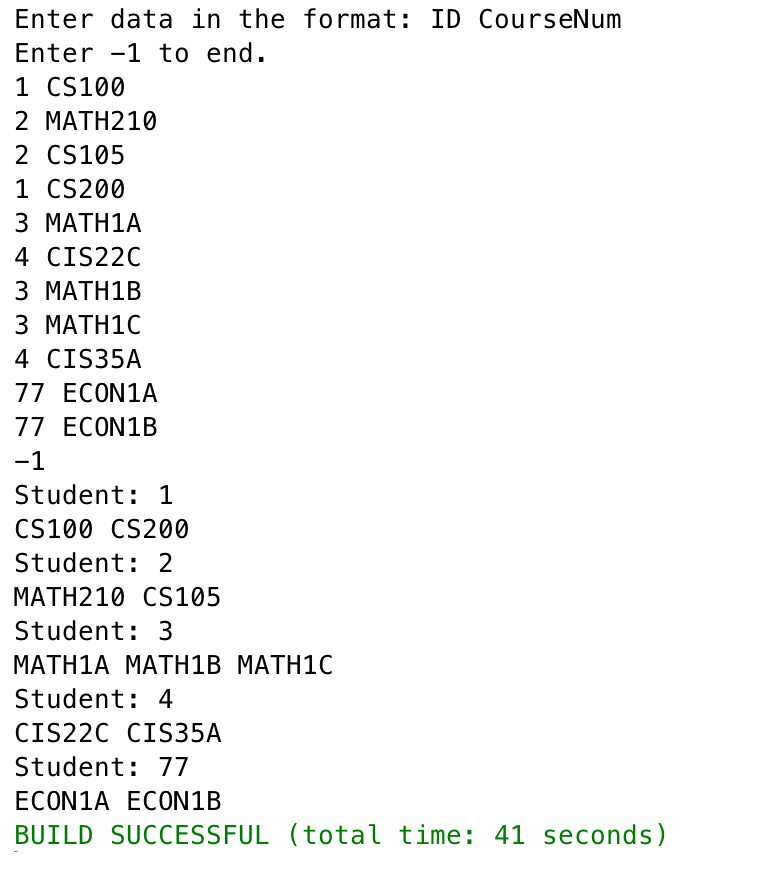 Enter data in the format: ID CourseNum
Enter -1 to end.
1 CS100
2 MATH210
2 CS105
1 CS200
3 MATH1A
4 CIS22C
3 MATH1B
3 MATH1C
4 CIS35A
77 ECON1A
77 ECON1B
-1
Student: 1
CS100 CS200
Student: 2
MATH210 CS105
Student: 3
MATH1A MATH1B MATH1C
Student: 4
CIS22C CIS35A
Student: 77
ECON1A ECON1B
BUILD SUCCESSFUL (total time: 41 seconds)